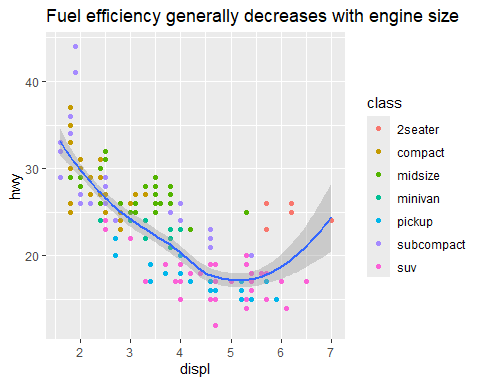 Fuel efficiency generally decreases with engine size
40
30
20
hwy
2
3
4
5
6
7
displ
class
2seater
compact
midsize
minivan
pickup
subcompact
suv